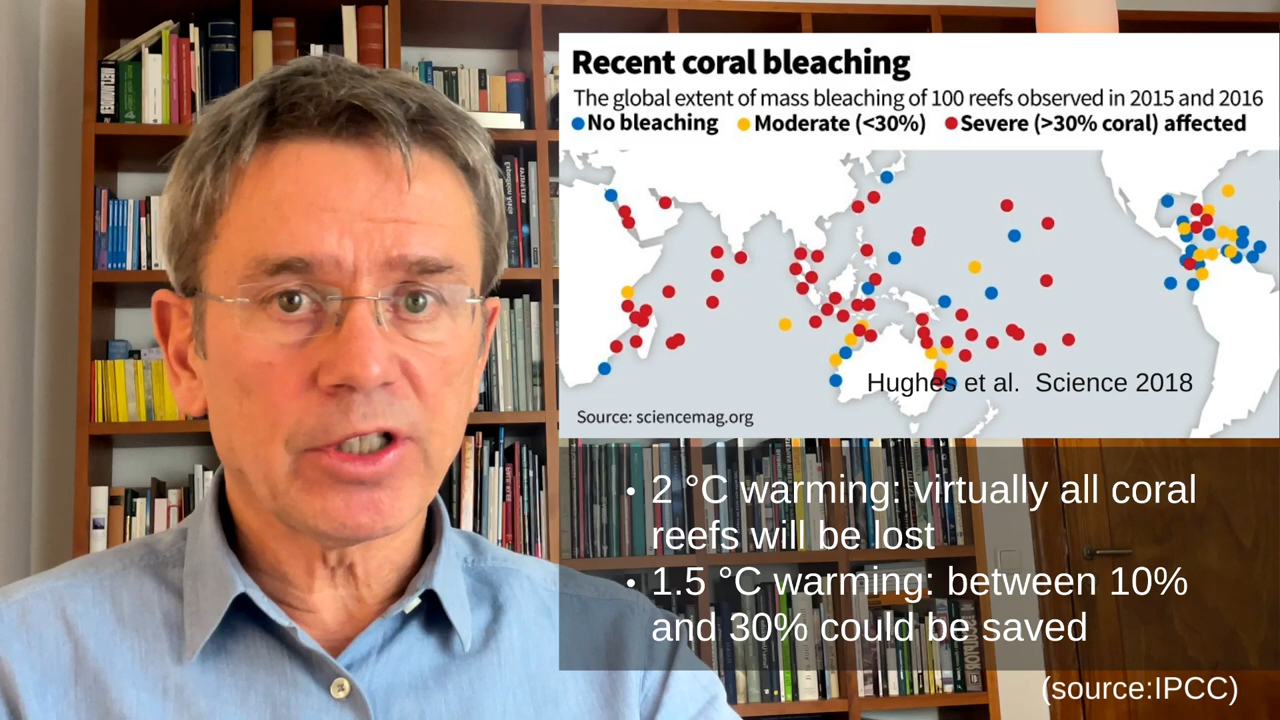 Recent coral bleaching
The global extent of mass bleaching of 100 reefs observed in 2015 and 2016
No bleaching Moderate (<30%) Severe (>30% coral) affected
Hughes et al. Science 2018
Source: sciencemag.org
• 2 °C warming: virtually all coral
reefs will be lost
• 1.5 °C warming: between 10%
and 30% could be saved
(source:IPCC)